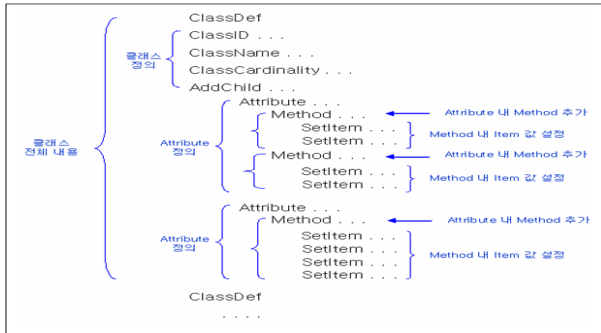 ClassDef
ClassID . . .
클래스
정의
ClassName . . .
ClassCardinality . . .
AddChild . . .
Attribute . . .
Method . . .
Attribute 내 Method 추가
SetItem . . .
Method 내 Item 값 설정
SetItem . . .
Attribute
정의
클래스
전체 내용
Method . . .
Attribute 내 Method 추가
SetItem . . .
Method 내 Item 값 설정
SetItem . . .
Attribute . . .
Method . . .
Attribute 내 Method 추가
Attribute
정의
SetItem . . .
SetItem . . .
Method 내 Item 값 설정
SetItem . . .
SetItem . . .
ClassDef
. . . .